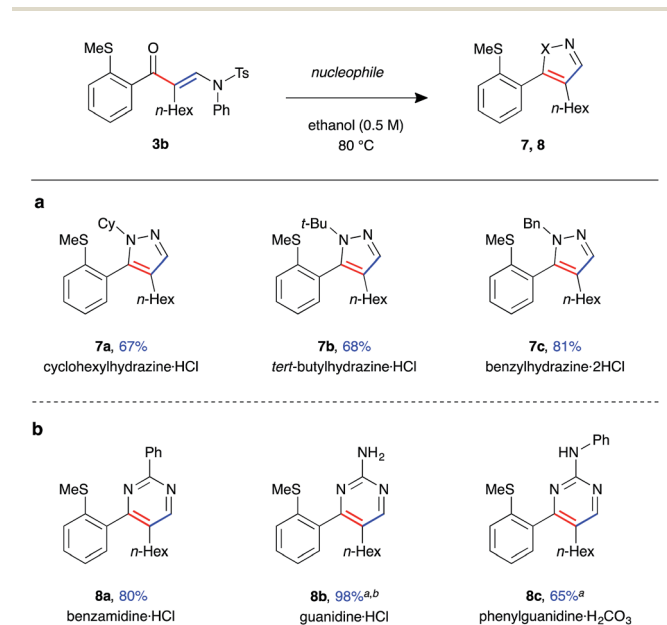 MeS
O
N
Ts
Ph
n-Hex
3b
nucleophile
ethanol (0.5 M)
80 °C
MeS
X
N
n-Hex
7, 8
a
Cy
MeS
N
N
n-Hex
7a, 67%
cyclohexylhydrazine·HCl
t-Bu
MeS
N
N
n-Hex
7b, 68%
tert-butylhydrazine·HCl
Bn
MeS
N
N
n-Hex
7c, 81%
benzylhydrazine·2HCl
b
Ph
MeS
N
N
n-Hex
8a, 80%
benzamidine·HCl
NH₂
MeS
N
N
n-Hex
8b, 98%ᵃ,ᵇ
guanidine·HCl
HN
Ph
MeS
N
N
n-Hex
8c, 65%ᵃ
phenylguanidine·H₂CO₃